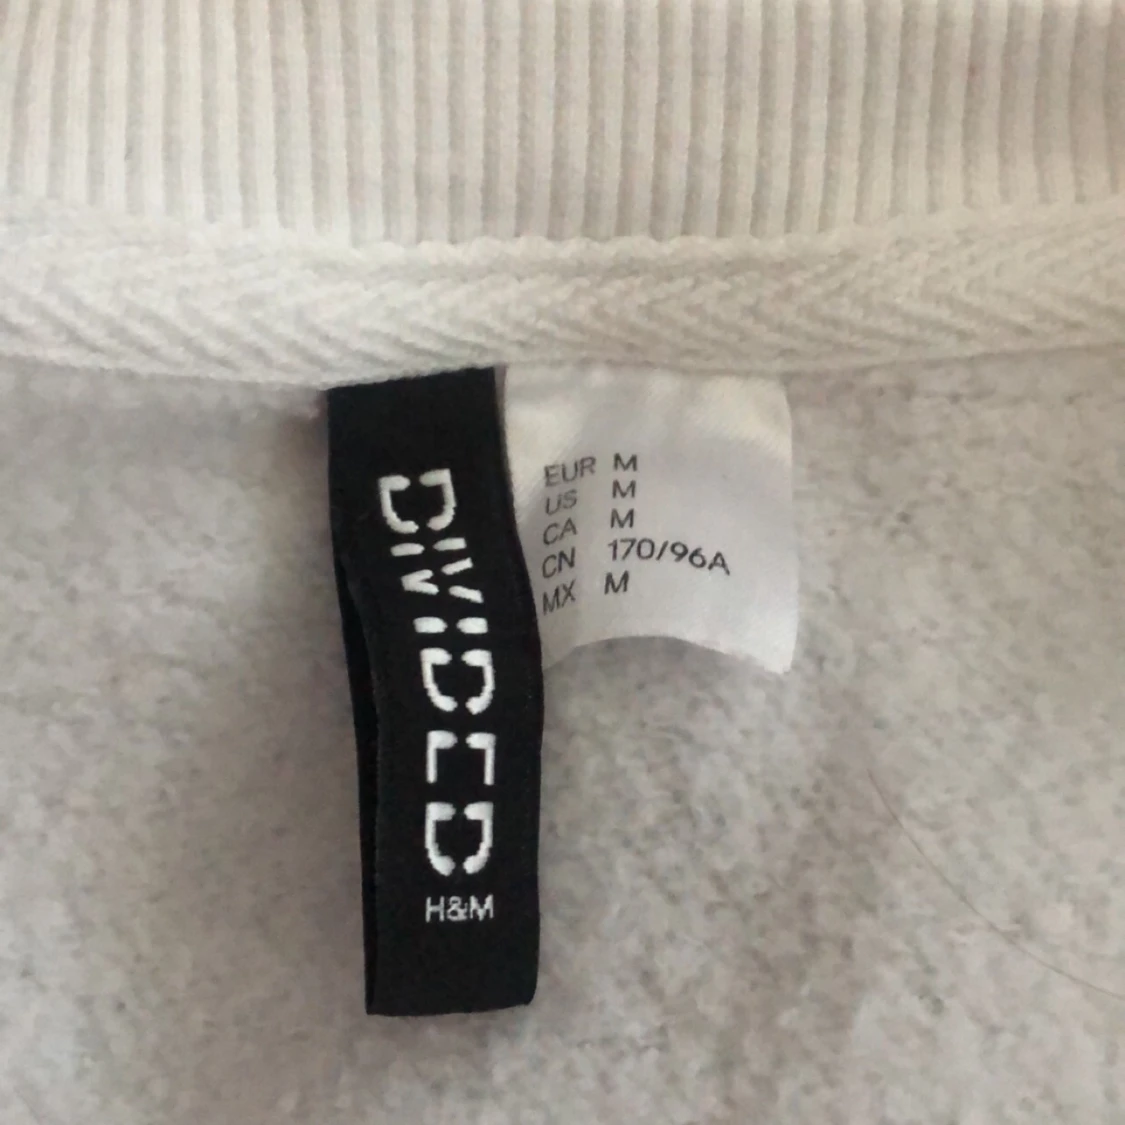 DIVIDED
H&M
EUR M
US M
CA M
CN 170/96A
MX M